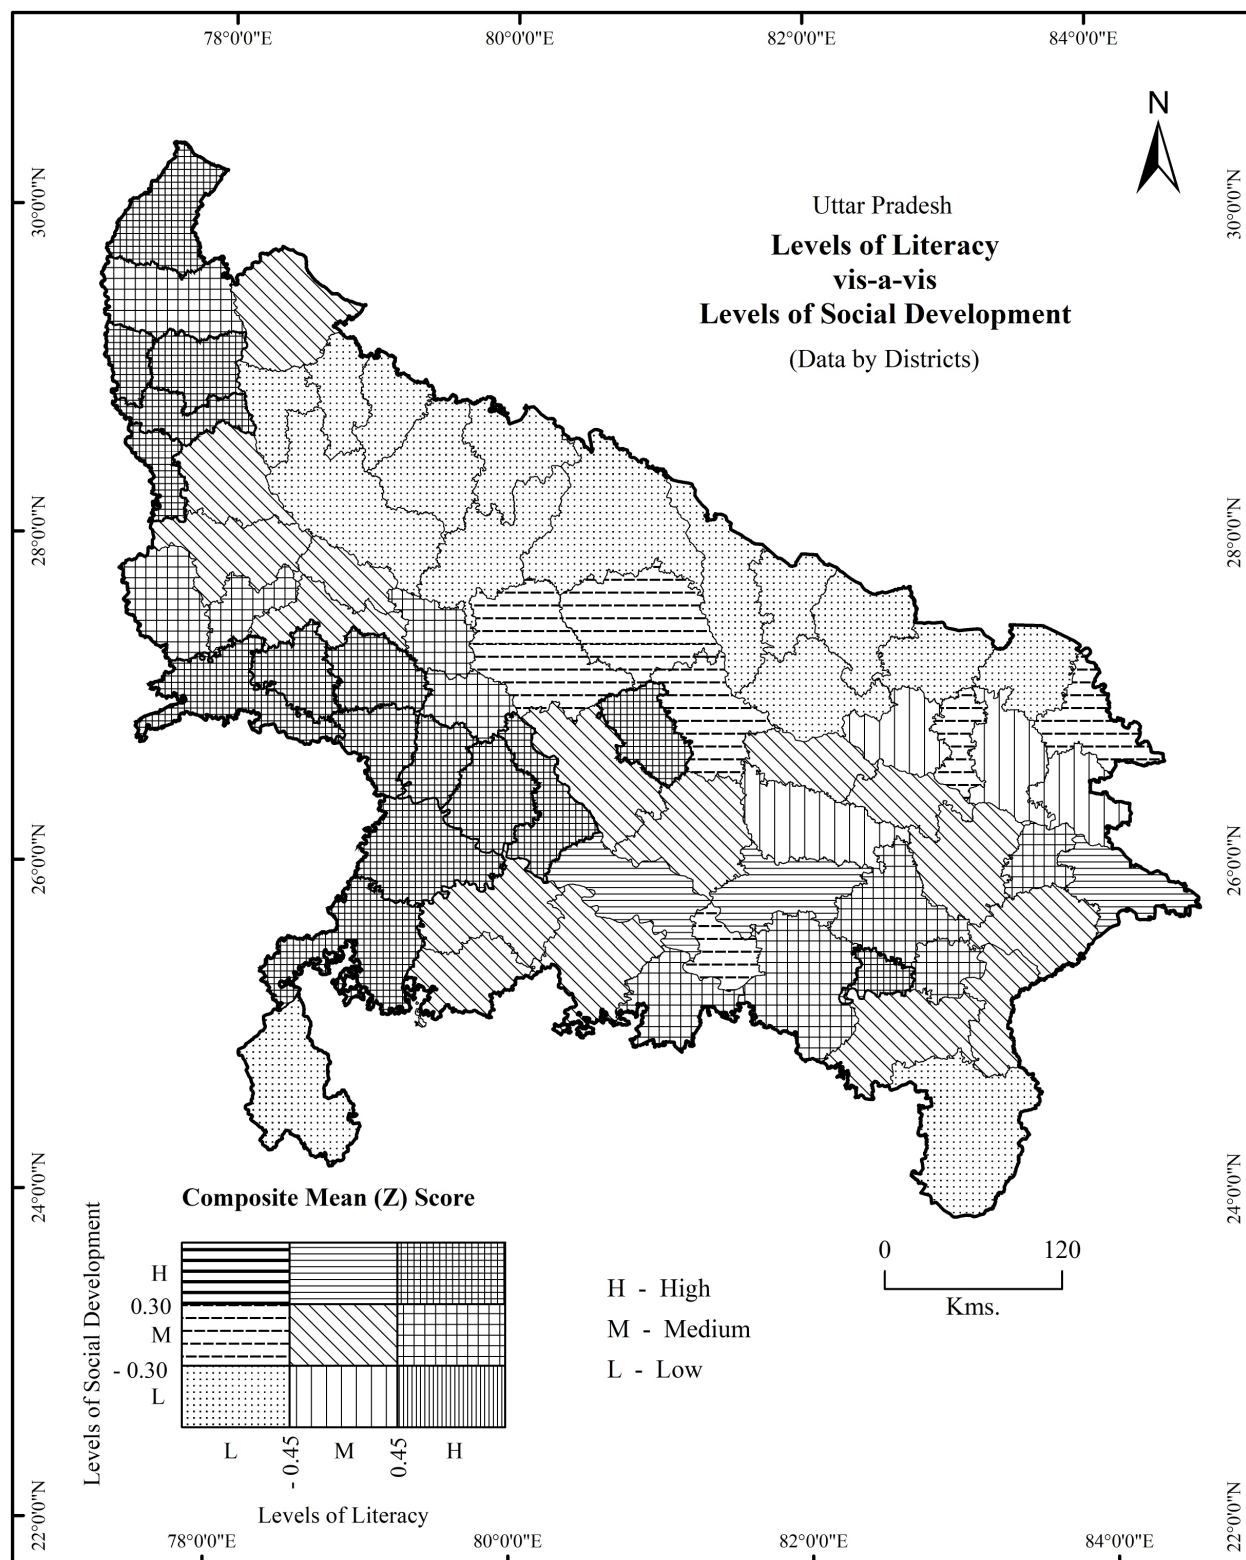 78°0'0"E 80°0'0"E 82°0'0"E 84°0'0"E
N
30°0'0"N 30°0'0"N
Uttar Pradesh
Levels of Literacy
vis-a-vis
Levels of Social Development
(Data by Districts)
28°0'0"N 28°0'0"N
26°0'0"N 26°0'0"N
24°0'0"N 24°0'0"N
Composite Mean (Z) Score
Levels of Social Development
H
0.30
M
- 0.30
L
L - 0.45 M 0.45 H
Levels of Literacy
H - High
M - Medium
L - Low
0 120
Kms.
22°0'0"N 22°0'0"N
78°0'0"E 80°0'0"E 82°0'0"E 84°0'0"E